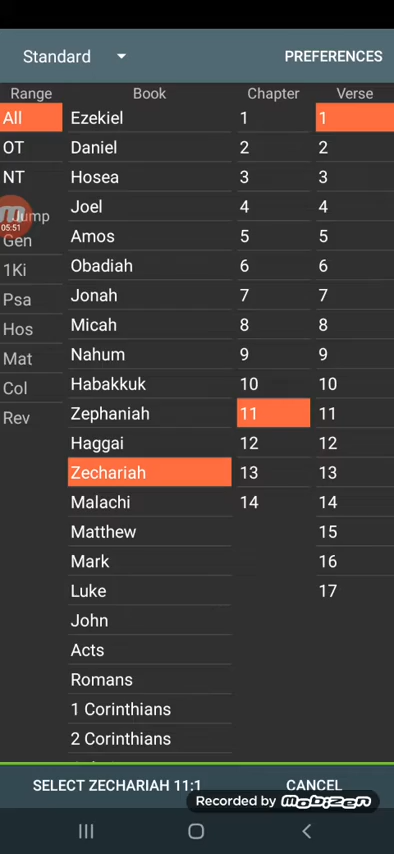 Standard
PREFERENCES
Range Book Chapter Verse
All Ezekiel 1 1
OT Daniel 2 2
NT Hosea 3 3
Jump Joel 4 4
05:51
Gen Amos 5 5
1Ki Obadiah 6 6
Psa Jonah 7 7
Hos Micah 8 8
Mat Nahum 9 9
Col Habakkuk 10 10
Rev Zephaniah 11 11
Haggai 12 12
Zechariah 13 13
Malachi 14 14
Matthew 15
Mark 16
Luke 17
John
Acts
Romans
1 Corinthians
2 Corinthians
SELECT ZECHARIAH 11:1 CANCEL
Recorded by mobizen